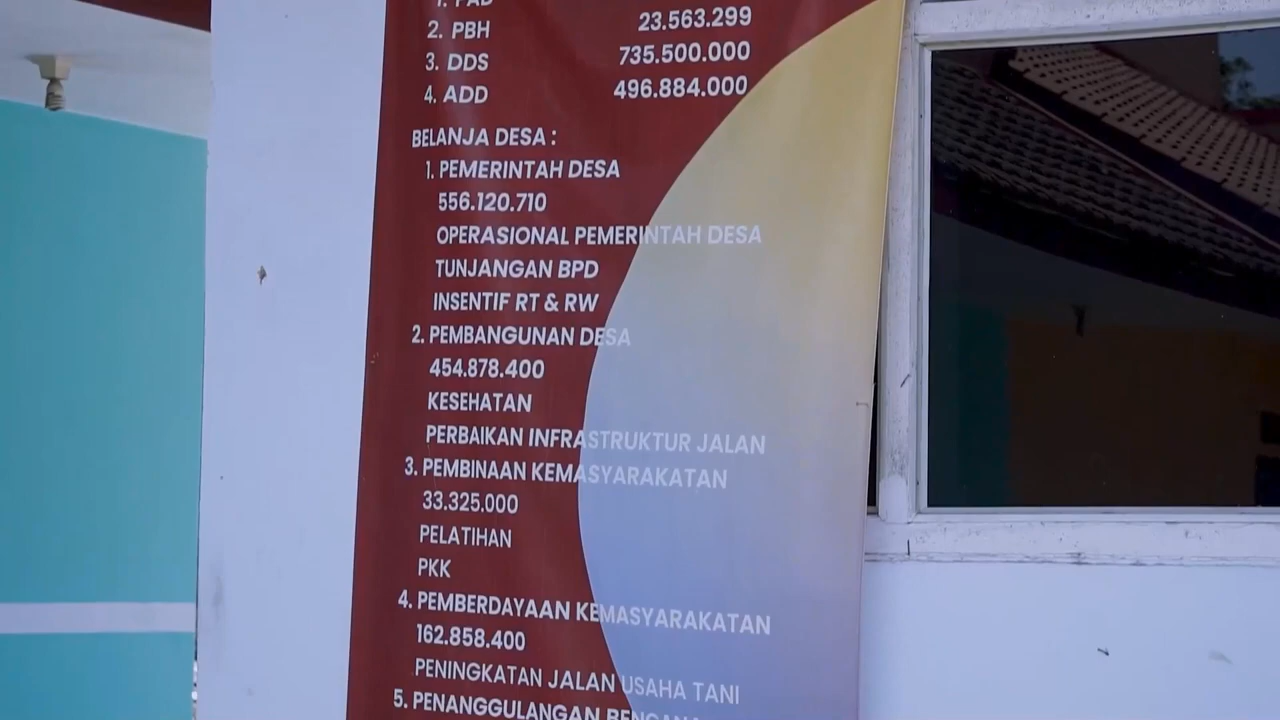 1. PAD
2. PBH 23.563.299
3. DDS 735.500.000
4. ADD 496.884.000
BELANJA DESA :
1. PEMERINTAH DESA
556.120.710
OPERASIONAL PEMERINTAH DESA
TUNJANGAN BPD
INSENTIF RT & RW
2. PEMBANGUNAN DESA
454.878.400
KESEHATAN
PERBAIKAN INFRASTRUKTUR JALAN
3. PEMBINAAN KEMASYARAKATAN
33.325.000
PELATIHAN
PKK
4. PEMBERDAYAAN KEMASYARAKATAN
162.858.400
PENINGKATAN JALAN USAHA TANI
5. PENANGGULANGAN BENCANA